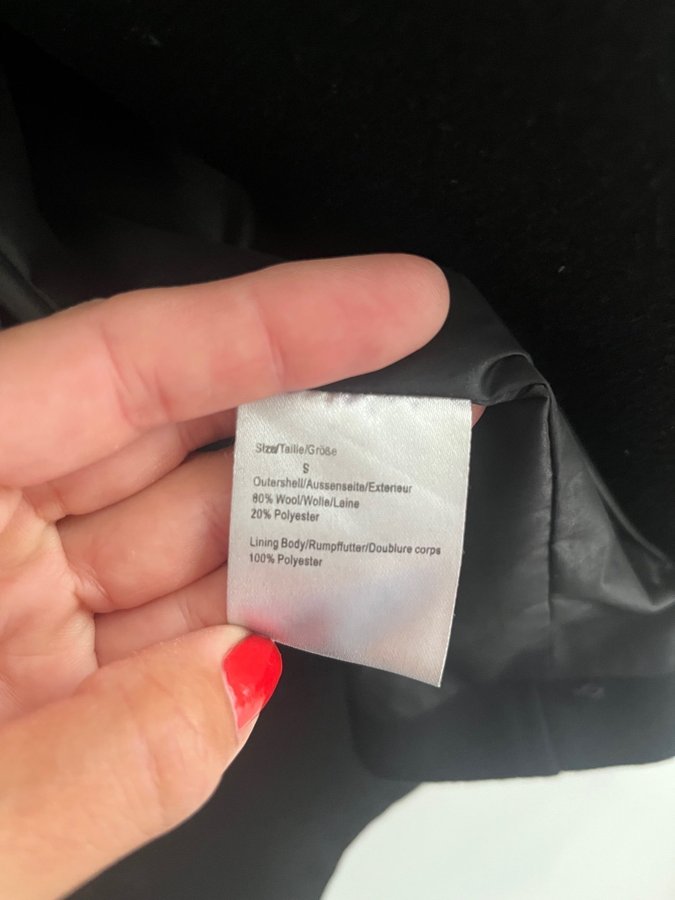 Size/Taille/Größe
S
Outershell/Aussenseite/Exterieur
80% Wool/Wolle/Laine
20% Polyester
Lining Body/Rumpffutter/Doublure corps
100% Polyester